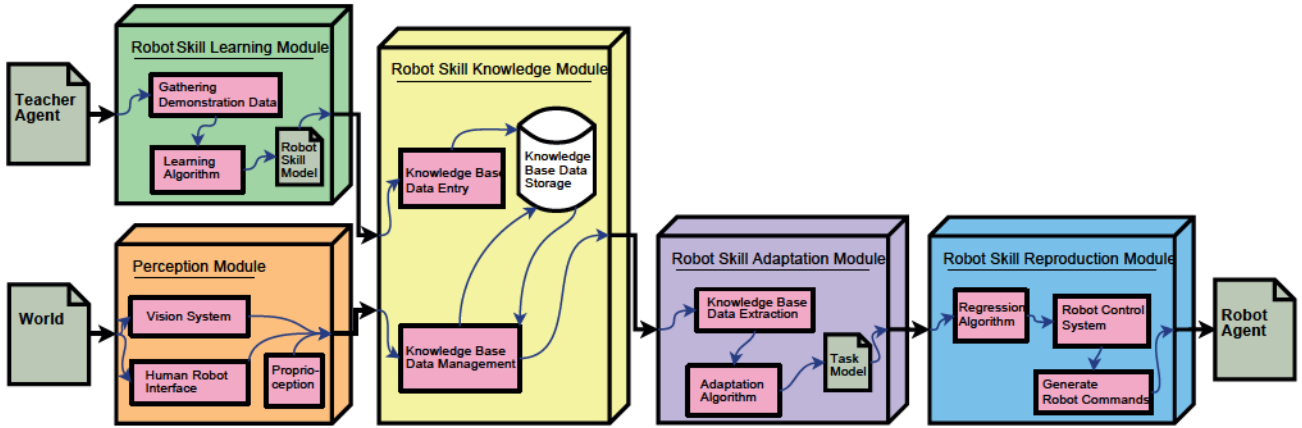 Teacher
Agent
Robot Skill Learning Module
Gathering
Demonstration Data
Learning
Algorithm
Robot
Skill
Model
World
Perception Module
Vision System
Human Robot
Interface
Proprio-
ception
Robot Skill Knowledge Module
Knowledge Base
Data Entry
Knowledge
Base Data
Storage
Knowledge Base
Data Management
Robot Skill Adaptation Module
Knowledge Base
Data Extraction
Adaptation
Algorithm
Task
Model
Robot Skill Reproduction Module
Regression
Algorithm
Robot Control
System
Generate
Robot Commands
Robot
Agent